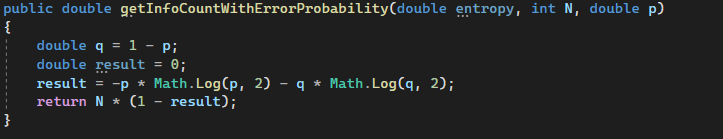 public double getInfoCountWithErrorProbability(double entropy, int N, double p)
{
double q = 1 - p;
double result = 0;
result = -p * Math.Log(p, 2) - q * Math.Log(q, 2);
return N * (1 - result);
}